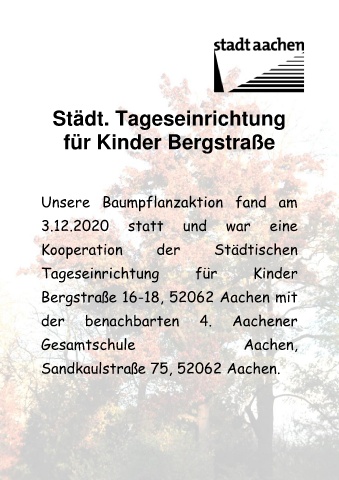 stadt aachen
Städt. Tageseinrichtung
für Kinder Bergstraße
Unsere Baumpflanzaktion fand am
3.12.2020 statt und war eine
Kooperation der Städtischen
Tageseinrichtung für Kinder
Bergstraße 16-18, 52062 Aachen mit
der benachbarten 4. Aachener
Gesamtschule Aachen,
Sandkaulstraße 75, 52062 Aachen.